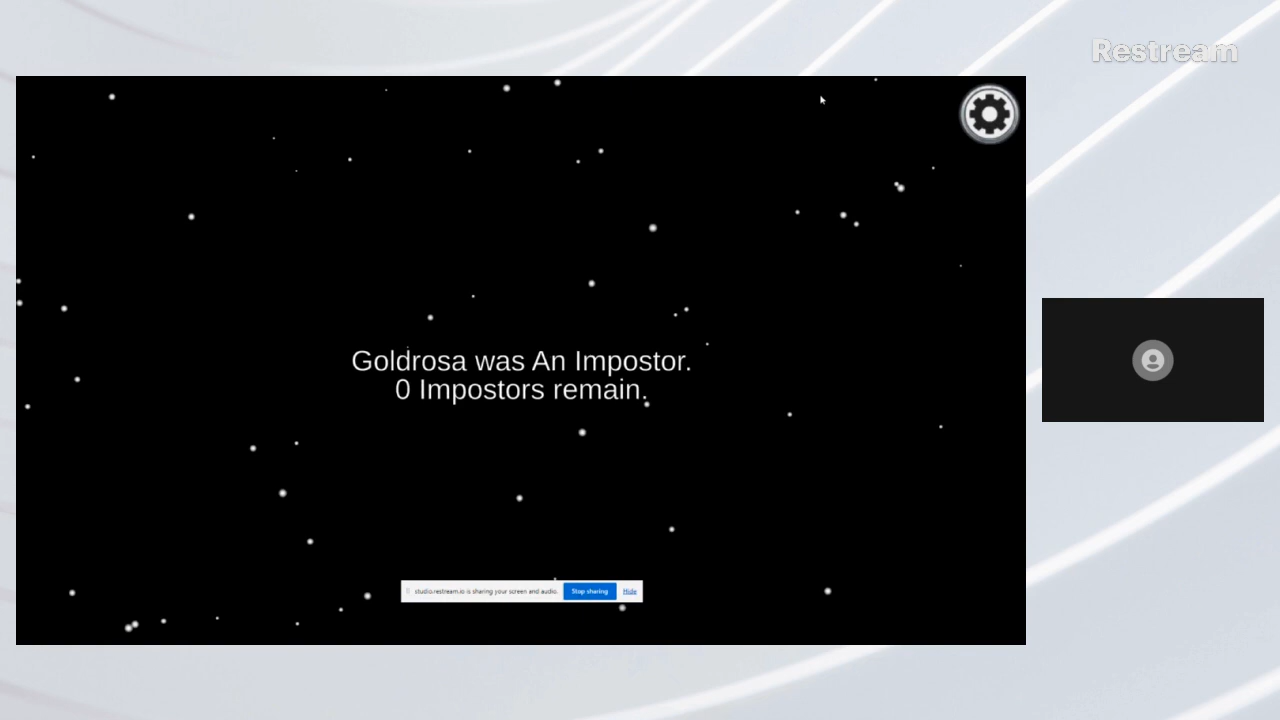 Restream
Goldrosa was An Impostor.
0 Impostors remain.
studio.restream.io is sharing your screen and audio. Stop sharing Hide